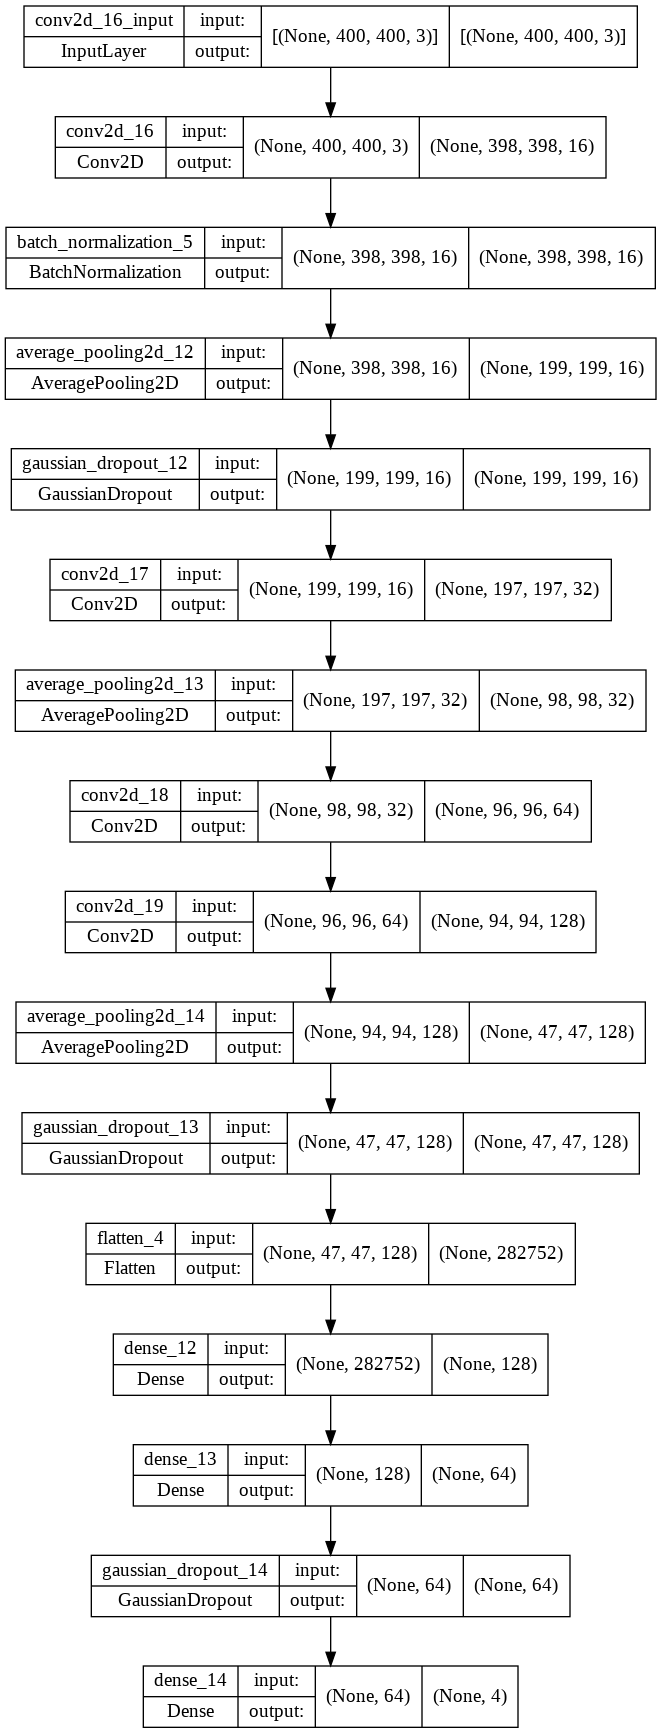 conv2d_16_input input: [(None, 400, 400, 3)] [(None, 400, 400, 3)]
InputLayer output:
conv2d_16 input: (None, 400, 400, 3) (None, 398, 398, 16)
Conv2D output:
batch_normalization_5 input: (None, 398, 398, 16) (None, 398, 398, 16)
BatchNormalization output:
average_pooling2d_12 input: (None, 398, 398, 16) (None, 199, 199, 16)
AveragePooling2D output:
gaussian_dropout_12 input: (None, 199, 199, 16) (None, 199, 199, 16)
GaussianDropout output:
conv2d_17 input: (None, 199, 199, 16) (None, 197, 197, 32)
Conv2D output:
average_pooling2d_13 input: (None, 197, 197, 32) (None, 98, 98, 32)
AveragePooling2D output:
conv2d_18 input: (None, 98, 98, 32) (None, 96, 96, 64)
Conv2D output:
conv2d_19 input: (None, 96, 96, 64) (None, 94, 94, 128)
Conv2D output:
average_pooling2d_14 input: (None, 94, 94, 128) (None, 47, 47, 128)
AveragePooling2D output:
gaussian_dropout_13 input: (None, 47, 47, 128) (None, 47, 47, 128)
GaussianDropout output:
flatten_4 input: (None, 47, 47, 128) (None, 282752)
Flatten output:
dense_12 input: (None, 282752) (None, 128)
Dense output:
dense_13 input: (None, 128) (None, 64)
Dense output:
gaussian_dropout_14 input: (None, 64) (None, 64)
GaussianDropout output:
dense_14 input: (None, 64) (None, 4)
Dense output: